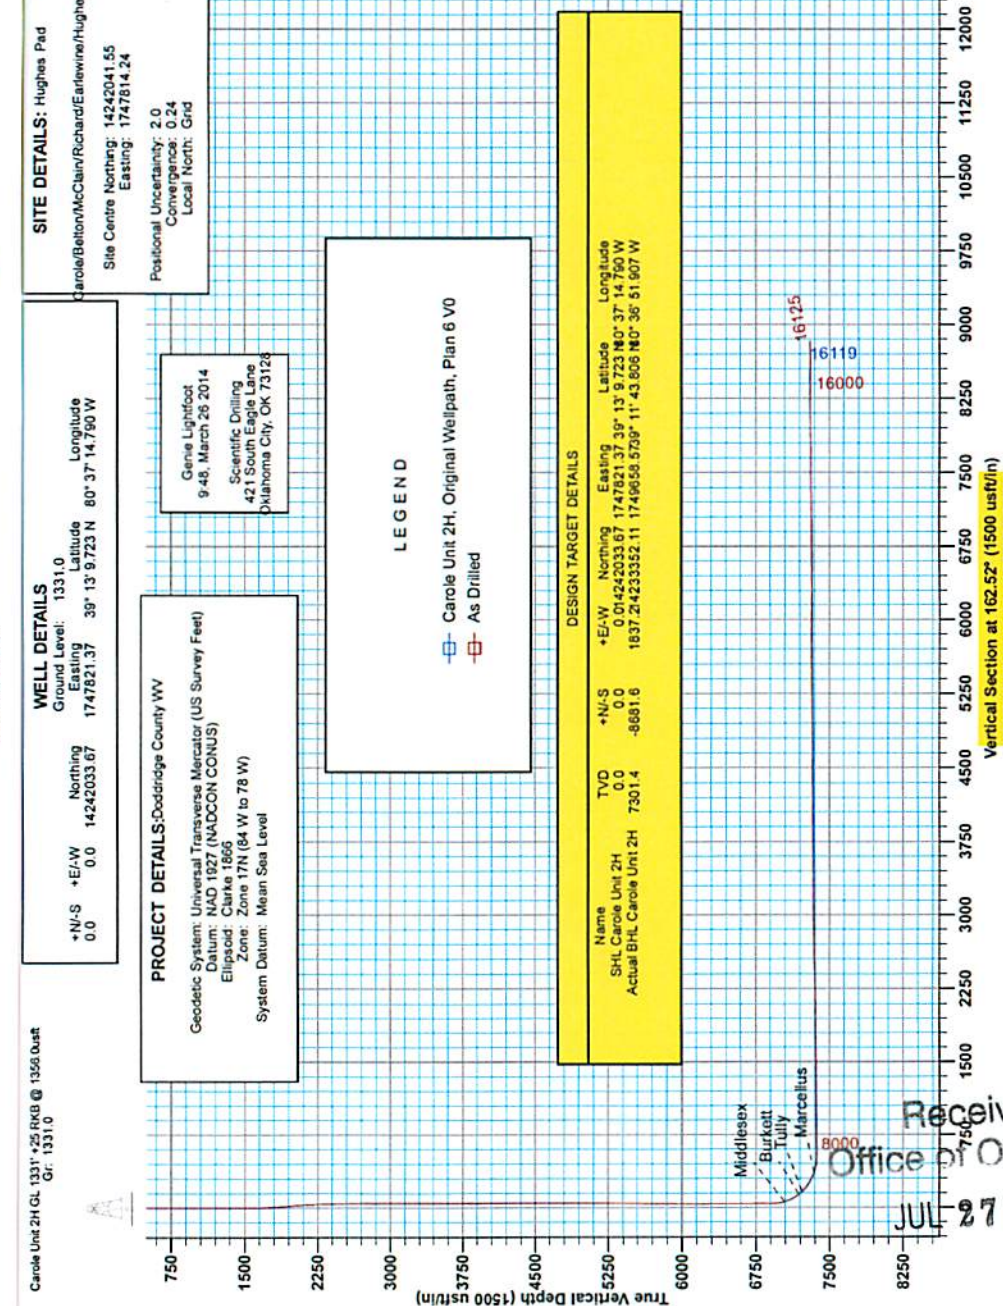 Carole Unit 2H GL 1331' +25 RKB @ 1356.0usft
Gr: 1331.0
WELL DETAILS
Ground Level: 1331.0
+N/-S +E/-W Northing Easting Latitude Longitude
0.0 0.0 14242033.67 1747821.37 39° 13' 9.723 N 80° 37' 14.790 W
SITE DETAILS: Hughes Pad
Carole/Belton/McClain/Richard/Earlewine/Hughe
Site Centre Northing: 14242041.55
Easting: 1747814.24
Positional Uncertainity: 2.0
Convergence: 0.24
Local North: Grid
PROJECT DETAILS:Doddridge County WV
Geodetic System: Universal Transverse Mercator (US Survey Feet)
Datum: NAD 1927 (NADCON CONUS)
Ellipsoid: Clarke 1866
Zone: Zone 17N (84 W to 78 W)
System Datum: Mean Sea Level
Genie Lightfoot
9:48, March 26 2014
Scientific Drilling
421 South Eagle Lane
Oklahoma City, OK 73128
LEGEND
Carole Unit 2H, Original Wellpath, Plan 6 V0
As Drilled
DESIGN TARGET DETAILS
Name TVD +N/-S +E/-W Northing Easting Latitude Longitude
SHL Carole Unit 2H 0.0 0.0 0.014242033.67 1747821.37 39° 13' 9.723 N80° 37' 14.790 W
Actual BHL Carole Unit 2H 7301.4 -8681.6 1837.214233352.11 1749658.5739° 11' 43.806 N80° 36' 51.907 W
750
1500
2250
3000
3750
4500
5250
6000
6750
7500
8250
True Vertical Depth (1500 usft/in)
Middlesex
Burkett
Tully
Marcellus
8000
16000
16119
16125
0
750
1500
2250
3000
3750
4500
5250
6000
6750
7500
8250
9000
9750
10500
11250
12000
Vertical Section at 162.52° (1500 usft/in)
Receiv
Office of O
JUL 27